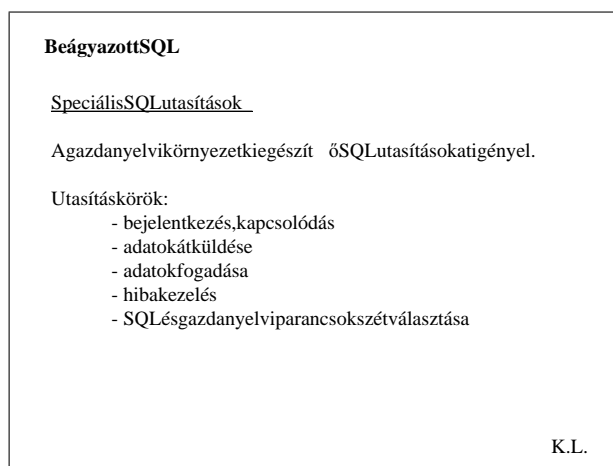 BeágyazottSQL
SpeciálisSQLutasítások
Agazdanyelvikörnyezetkiegészít őSQLutasításokatigényel.
Utasításkörök:
- bejelentkezés,kapcsolódás
- adatokátküldése
- adatokfogadása
- hibakezelés
- SQLésgazdanyelviparancsokszétválasztása
K.L.